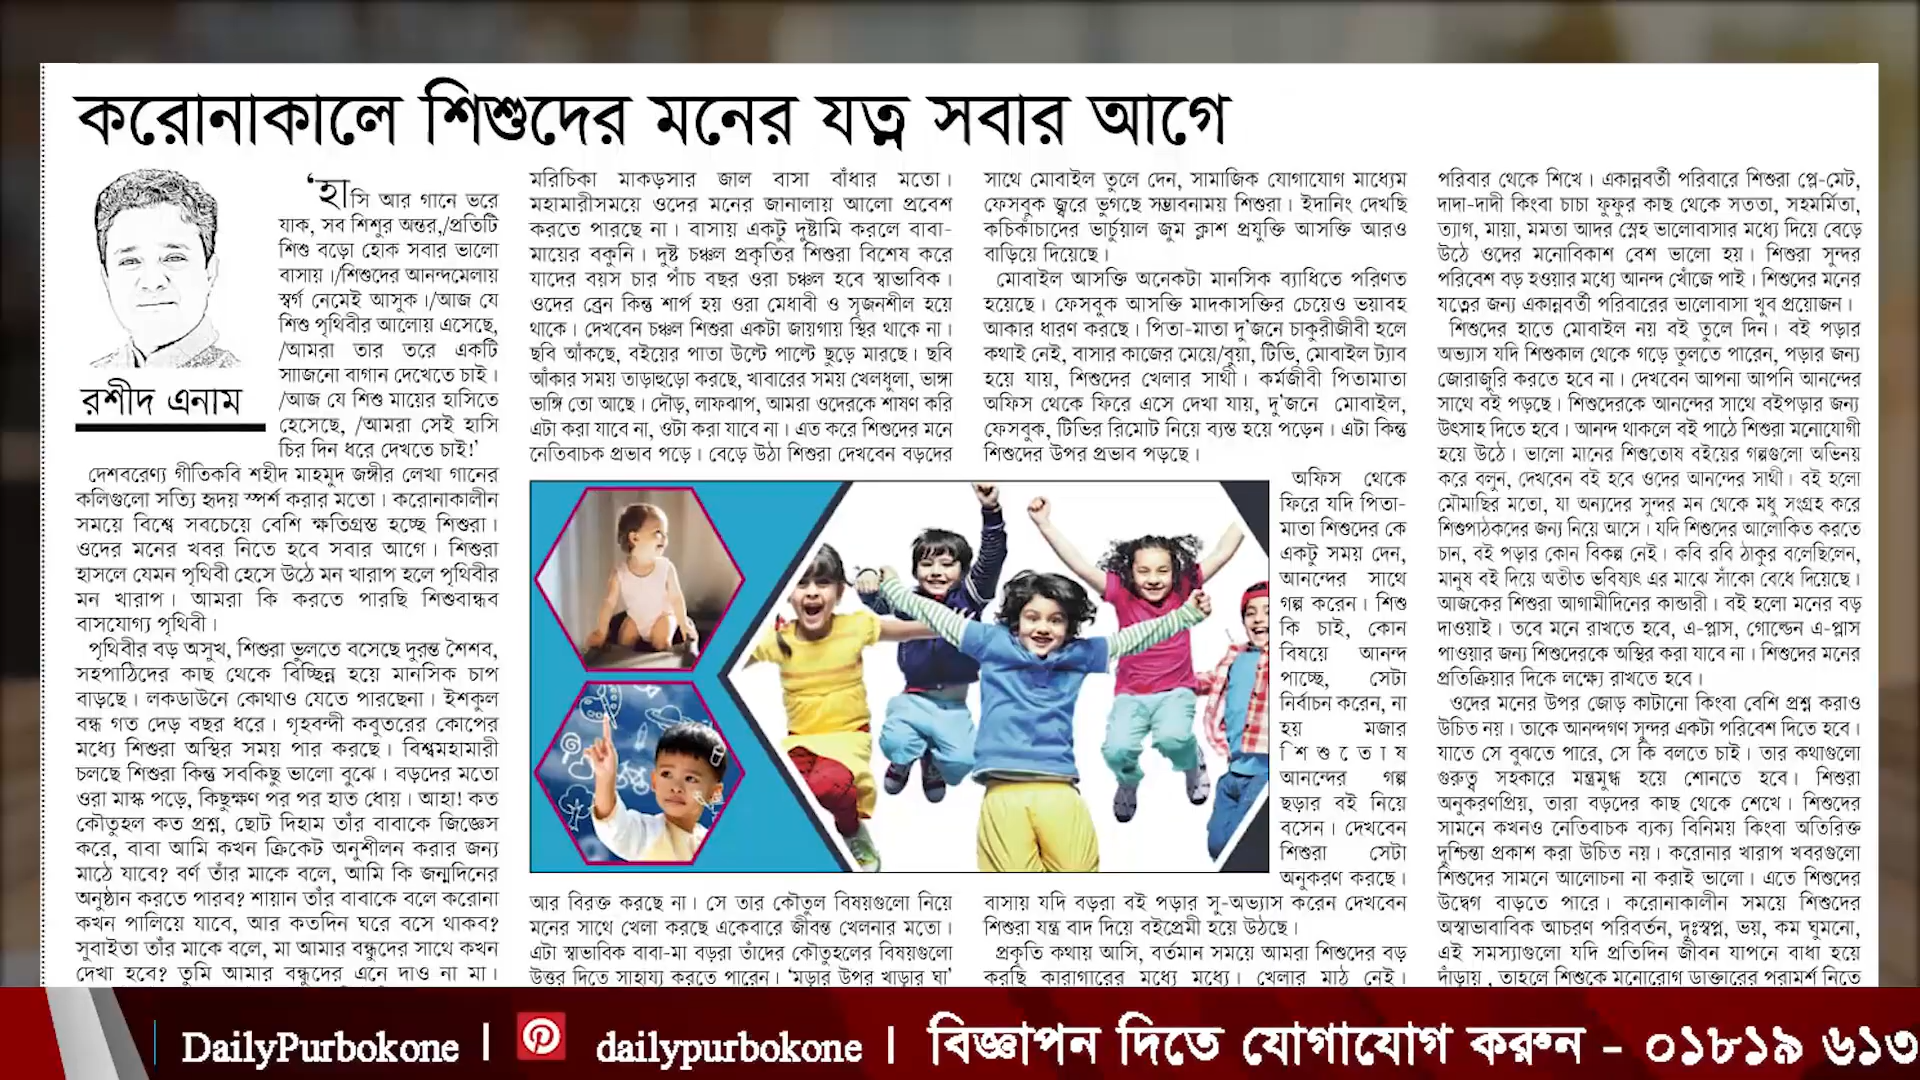 করোনাকালে শিশুদের মনের যত্ন সবার আগে
রশীদ এনাম
‘হাসি আর গানে ভরে
যাক, সব শিশুর অন্তর,/প্রতিটি
শিশু বড়ো হোক সবার ভালো
বাসায়।/শিশুদের আনন্দমেলায়
স্বর্গ নেমেই আসুক।/আজ যে
শিশু পৃথিবীর আলোয় এসেছে,
/আমরা তার তরে একটি
সাাজনো বাগান দেখেতে চাই।
/আজ যে শিশু মায়ের হাসিতে
হেসেছে, /আমরা সেই হাসি
চির দিন ধরে দেখতে চাই!’
দেশবরেণ্য গীতিকবি শহীদ মাহমুদ জঙ্গীর লেখা গানের
কলিগুলো সত্যি হৃদয় স্পর্শ করার মতো। করোনাকালীন
সময়ে বিশ্বে সবচেয়ে বেশি ক্ষতিগ্রস্ত হচ্ছে শিশুরা।
ওদের মনের খবর নিতে হবে সবার আগে। শিশুরা
হাসলে যেমন পৃথিবী হেসে উঠে মন খারাপ হলে পৃথিবীর
মন খারাপ। আমরা কি করতে পারছি শিশুবান্ধব
বাসযোগ্য পৃথিবী।
পৃথিবীর বড় অসুখ, শিশুরা ভুলতে বসেছে দুরন্ত শৈশব,
সহপাঠিদের কাছ থেকে বিচ্ছিন্ন হয়ে মানসিক চাপ
বাড়ছে। লকডাউনে কোথাও যেতে পারছেনা। ইশকুল
বন্ধ গত দেড় বছর ধরে। গৃহবন্দী কবুতরের কোপের
মধ্যে শিশুরা অস্থির সময় পার করছে। বিশ্বমহামারী
চলছে শিশুরা কিন্তু সবকিছু ভালো বুঝে। বড়দের মতো
ওরা মাস্ক পড়ে, কিছুক্ষণ পর পর হাত ধোয়। আহা! কত
কৌতুহল কত প্রশ্ন, ছোট দিহাম তাঁর বাবাকে জিজ্ঞেস
করে, বাবা আমি কখন ক্রিকেট অনুশীলন করার জন্য
মাঠে যাবে? বর্ণ তাঁর মাকে বলে, আমি কি জন্মদিনের
অনুষ্ঠান করতে পারব? শায়ান তাঁর বাবাকে বলে করোনা
কখন পালিয়ে যাবে, আর কতদিন ঘরে বসে থাকব?
সুবাইতা তাঁর মাকে বলে, মা আমার বন্ধুদের সাথে কখন
দেখা হবে? তুমি আমার বন্ধুদের এনে দাও না মা।
মরিচিকা মাকড়সার জাল বাসা বাঁধার মতো।
মহামারীসময়ে ওদের মনের জানালায় আলো প্রবেশ
করতে পারছে না। বাসায় একটু দুষ্টামি করলে বাবা-
মায়ের বকুনি। দুষ্ট চঞ্চল প্রকৃতির শিশুরা বিশেষ করে
যাদের বয়স চার পাঁচ বছর ওরা চঞ্চল হবে স্বাভাবিক।
ওদের ব্রেন কিন্তু শার্প হয় ওরা মেধাবী ও সৃজনশীল হয়ে
থাকে। দেখবেন চঞ্চল শিশুরা একটা জায়গায় স্থির থাকে না।
ছবি আঁকছে, বইয়ের পাতা উল্টে পাল্টে ছুড়ে মারছে। ছবি
আঁকার সময় তাড়াহুড়ো করছে, খাবারের সময় খেলধুলা, ভাঙ্গা
ভাঙ্গি তো আছে। দৌড়, লাফঝাপ, আমরা ওদেরকে শাষণ করি
এটা করা যাবে না, ওটা করা যাবে না। এত করে শিশুদের মনে
নেতিবাচক প্রভাব পড়ে। বেড়ে উঠা শিশুরা দেখবেন বড়দের
আর বিরক্ত করছে না। সে তার কৌতুল বিষয়গুলো নিয়ে
মনের সাথে খেলা করছে একেবারে জীবন্ত খেলনার মতো।
এটা স্বাভাবিক বাবা-মা বড়রা তাঁদের কৌতুহলের বিষয়গুলো
উত্তর দিতে সাহায্য করতে পারেন। ‘মড়ার উপর খাড়ার ঘা’
সাথে মোবাইল তুলে দেন, সামাজিক যোগাযোগ মাধ্যেম
ফেসবুক জ্বরে ভুগছে সম্ভাবনাময় শিশুরা। ইদানিং দেখছি
কচিকাঁচাদের ভার্চুয়াল জুম ক্লাশ প্রযুক্তি আসক্তি আরও
বাড়িয়ে দিয়েছে।
মোবাইল আসক্তি অনেকটা মানসিক ব্যাধিতে পরিণত
হয়েছে। ফেসবুক আসক্তি মাদকাসক্তির চেয়েও ভয়াবহ
আকার ধারণ করছে। পিতা-মাতা দু’জনে চাকুরীজীবী হলে
কথাই নেই, বাসার কাজের মেয়ে/বুয়া, টিভি, মোবাইল ট্যাব
হয়ে যায়, শিশুদের খেলার সাথী। কর্মজীবী পিতামাতা
অফিস থেকে ফিরে এসে দেখা যায়, দু’জনে মোবাইল,
ফেসবুক, টিভির রিমোট নিয়ে ব্যস্ত হয়ে পড়েন। এটা কিন্তু
শিশুদের উপর প্রভাব পড়ছে।
অফিস থেকে
ফিরে যদি পিতা-
মাতা শিশুদের কে
একটু সময় দেন,
আনন্দের সাথে
গল্প করেন। শিশু
কি চাই, কোন
বিষয়ে আনন্দ
পাচ্ছে, সেটা
নির্বাচন করেন, না
হয় মজার
শিশুতোষ
আনন্দের গল্প
ছড়ার বই নিয়ে
বসেন। দেখবেন
শিশুরা সেটা
অনুকরণ করছে।
বাসায় যদি বড়রা বই পড়ার সু-অভ্যাস করেন দেখবেন
শিশুরা যন্ত্র বাদ দিয়ে বইপ্রেমী হয়ে উঠছে।
প্রকৃতি কথায় আসি, বর্তমান সময়ে আমরা শিশুদের বড়
করছি কারাগারের মধ্যে মধ্যে। খেলার মাঠ নেই।
পরিবার থেকে শিখে। একান্নবর্তী পরিবারে শিশুরা প্লে-মেট,
দাদা-দাদী কিংবা চাচা ফুফুর কাছ থেকে সততা, সহমর্মিতা,
ত্যাগ, মায়া, মমতা আদর স্নেহ ভালোবাসার মধ্যে দিয়ে বেড়ে
উঠে ওদের মনোবিকাশ বেশ ভালো হয়। শিশুরা সুন্দর
পরিবেশ বড় হওয়ার মধ্যে আনন্দ খোঁজে পাই। শিশুদের মনের
যত্নের জন্য একান্নবর্তী পরিবারের ভালোবাসা খুব প্রয়োজন।
শিশুদের হাতে মোবাইল নয় বই তুলে দিন। বই পড়ার
অভ্যাস যদি শিশুকাল থেকে গড়ে তুলতে পারেন, পড়ার জন্য
জোরাজুরি করতে হবে না। দেখবেন আপনা আপনি আনন্দের
সাথে বই পড়ছে। শিশুদেরকে আনন্দের সাথে বইপড়ার জন্য
উৎসাহ দিতে হবে। আনন্দ থাকলে বই পাঠে শিশুরা মনোযোগী
হয়ে উঠে। ভালো মানের শিশুতোষ বইয়ের গল্পগুলো অভিনয়
করে বলুন, দেখবেন বই হবে ওদের আনন্দের সাথী। বই হলো
মৌমাছির মতো, যা অন্যদের সুন্দর মন থেকে মধু সংগ্রহ করে
শিশুপাঠকদের জন্য নিয়ে আসে। যদি শিশুদের আলোকিত করতে
চান, বই পড়ার কোন বিকল্প নেই। কবি রবি ঠাকুর বলেছিলেন,
মানুষ বই দিয়ে অতীত ভবিষ্যৎ এর মাঝে সাঁকো বেধে দিয়েছে।
আজকের শিশুরা আগামীদিনের কান্ডারী। বই হলো মনের বড়
দাওয়াই। তবে মনে রাখতে হবে, এ-প্লাস, গোল্ডেন এ-প্লাস
পাওয়ার জন্য শিশুদেরকে অস্থির করা যাবে না। শিশুদের মনের
প্রতিক্রিয়ার দিকে লক্ষ্যে রাখতে হবে।
ওদের মনের উপর জোড় কাটানো কিংবা বেশি প্রশ্ন করাও
উচিত নয়। তাকে আনন্দগণ সুন্দর একটা পরিবেশ দিতে হবে।
যাতে সে বুঝতে পারে, সে কি বলতে চাই। তার কথাগুলো
গুরুত্ব সহকারে মন্ত্রমুগ্ধ হয়ে শোনতে হবে। শিশুরা
অনুকরণপ্রিয়, তারা বড়দের কাছ থেকে শেখে। শিশুদের
সামনে কখনও নেতিবাচক ব্যক্য বিনিময় কিংবা অতিরিক্ত
দুশ্চিন্তা প্রকাশ করা উচিত নয়। করোনার খারাপ খবরগুলো
শিশুদের সামনে আলোচনা না করাই ভালো। এতে শিশুদের
উদ্বেগ বাড়তে পারে। করোনাকালীন সময়ে শিশুদের
অস্বাভাবাবিক আচরণ পরিবর্তন, দুঃস্বপ্ন, ভয়, কম ঘুমনো,
এই সমস্যাগুলো যদি প্রতিদিন জীবন যাপনে বাধা হয়ে
দাঁড়ায়, তাহলে শিশুকে মনোরোগ ডাক্তারের পরামর্শ নিতে
DailyPurbokone | dailypurbokone | বিজ্ঞাপন দিতে যোগাযোগ করুন - ০১৮১৯ ৬১৩